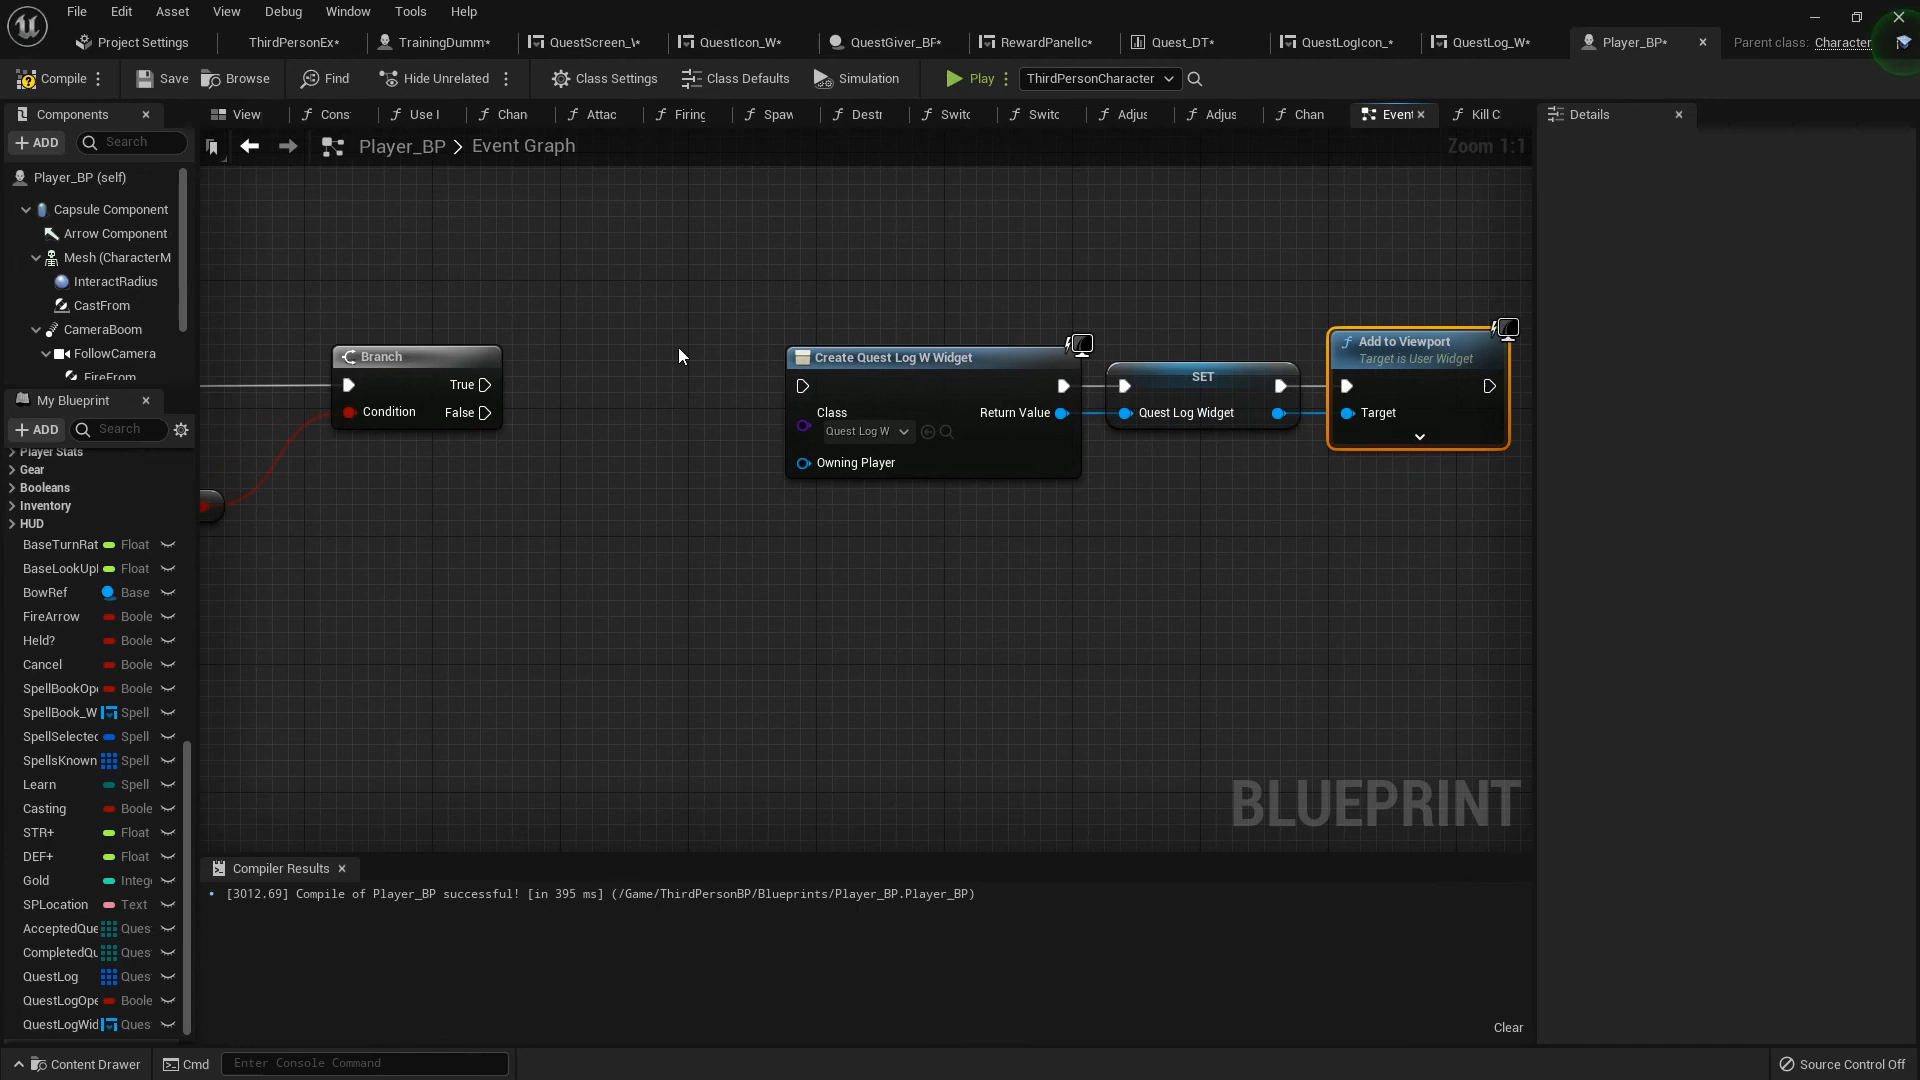 File Edit Asset View Debug Window Tools Help
Project Settings ThirdPersonEx* TrainingDumm* QuestScreen_\* QuestIcon_W* QuestGiver_BF* RewardPanelIc* Quest_DT* QuestLogIcon_* QuestLog_W* Player_BP* Parent class: Character
Compile Save Browse Find Hide Unrelated Class Settings Class Defaults Simulation Play ThirdPersonCharacter
Components View Cons Use I Chan Attac Firing Spaw Destr Switc Switc Adjus Adjus Chan Event Kill C Details
ADD Search Player_BP > Event Graph Zoom 1:1
Player_BP (self)
Capsule Component
Arrow Component
Mesh (CharacterM
InteractRadius
CastFrom
CameraBoom
FollowCamera
FireFrom
My Blueprint
ADD Search
Player Stats
Gear
Booleans
Inventory
HUD
BaseTurnRat Float
BaseLookUpI Float
BowRef Base
FireArrow Boole
Held? Boole
Cancel Boole
SpellBookOp Boole
SpellBook_W Spell
SpellSelected Spell
SpellsKnown Spell
Learn Spell
Casting Boole
STR+ Float
DEF+ Float
Gold Integ
SPLocation Text
AcceptedQue Ques
CompletedQu Ques
QuestLog Ques
QuestLogOpe Boole
QuestLogWid Ques
Branch
True
Condition False
Create Quest Log W Widget
Class Return Value
Quest Log W
Owning Player
SET
Quest Log Widget
Add to Viewport
Target is User Widget
Target
BLUEPRINT
Compiler Results
[3012.69] Compile of Player_BP successful! [in 395 ms] (/Game/ThirdPersonBP/Blueprints/Player_BP.Player_BP)
Clear
Content Drawer Cmd Enter Console Command Source Control Off